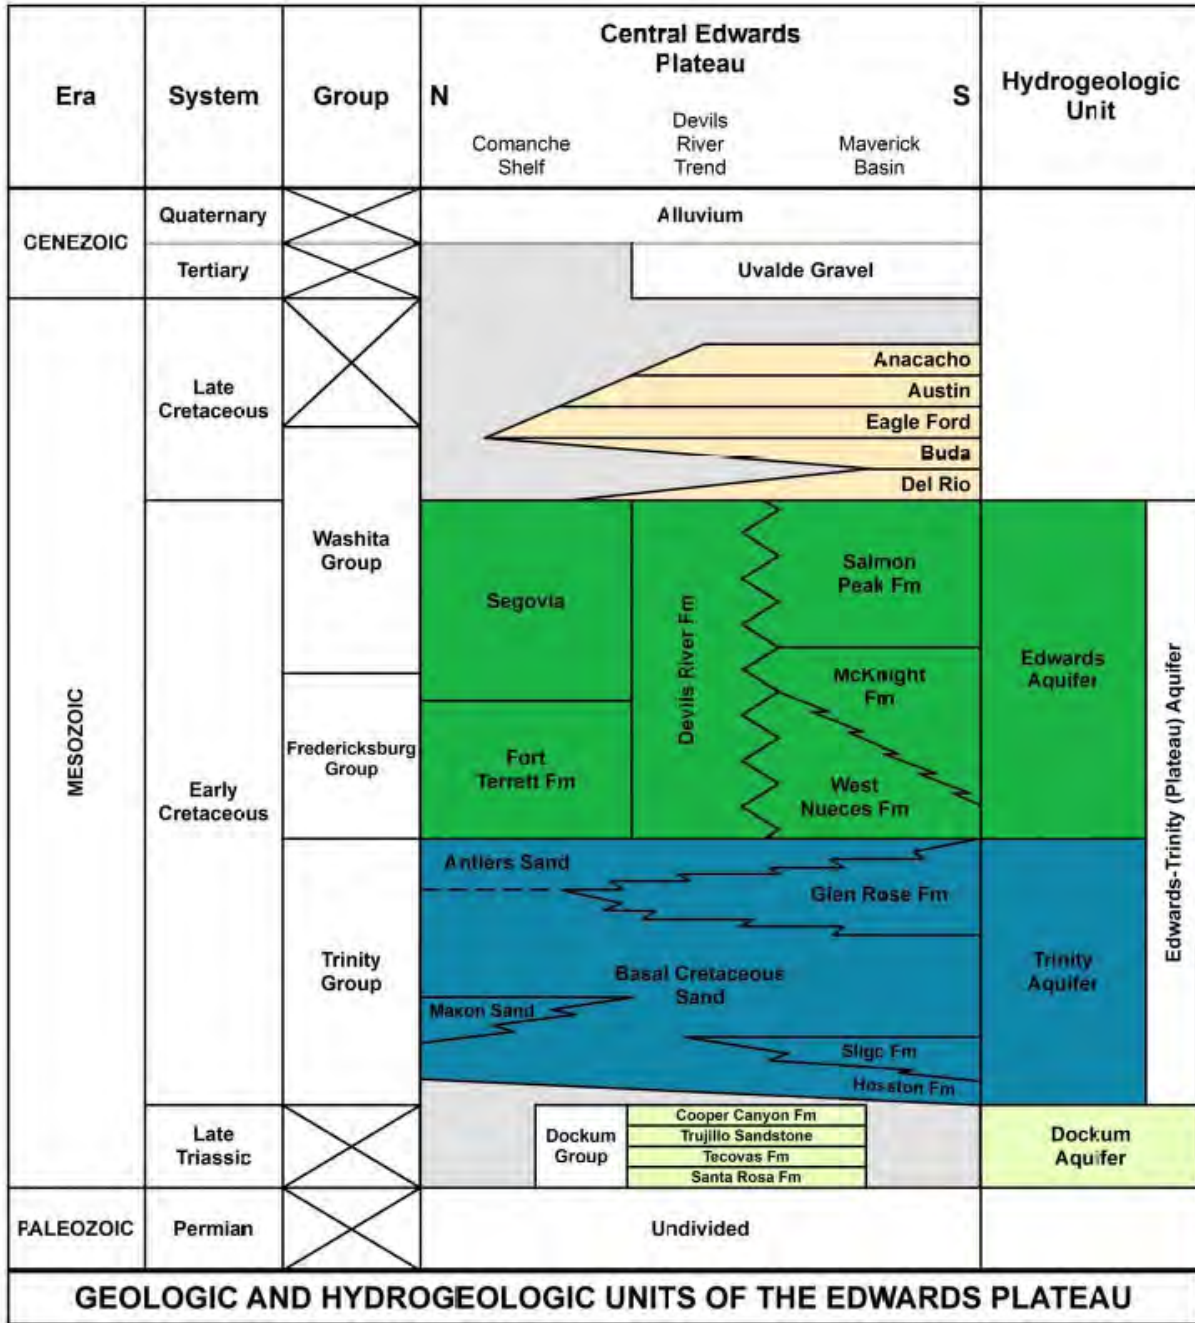 Era
System
Group
N
Central Edwards
Plateau
S
Comanche
Shelf
Devils
River
Trend
Maverick
Basin
Hydrogeologic
Unit
CENEZOIC
Quaternary
Alluvium
Tertiary
Uvalde Gravel
MESOZOIC
Late
Cretaceous
Anacacho
Austin
Eagle Ford
Buda
Del Rio
Early
Cretaceous
Washita
Group
Segovia
Devils River Fm
Salmon
Peak Fm
McKnight
Fm
Edwards
Aquifer
Edwards-Trinity (Plateau) Aquifer
Fredericksburg
Group
Fort
Terrett Fm
West
Nueces Fm
Trinity
Group
Antlers Sand
Glen Rose Fm
Basal Cretaceous
Sand
Maxon Sand
Sligo Fm
Hosston Fm
Trinity
Aquifer
Late
Triassic
Dockum
Group
Cooper Canyon Fm
Trujillo Sandstone
Tecovas Fm
Santa Rosa Fm
Dockum
Aquifer
PALEOZOIC
Permian
Undivided
GEOLOGIC AND HYDROGEOLOGIC UNITS OF THE EDWARDS PLATEAU